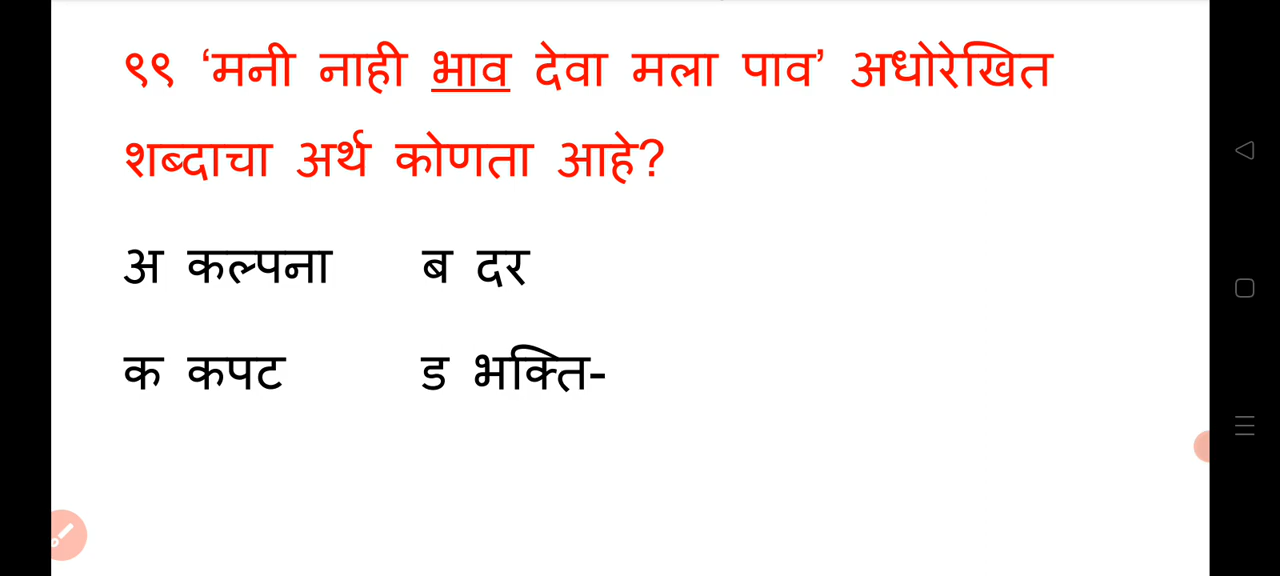 ९९ ‘मनी नाही भाव देवा मला पाव’ अधोरेखित
शब्दाचा अर्थ कोणता आहे?
अ कल्पना ब दर
क कपट ड भक्ति-